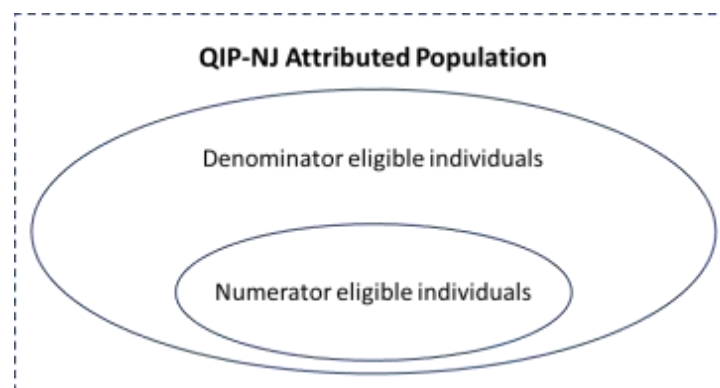 QIP-NJ Attributed Population
Denominator eligible individuals
Numerator eligible individuals